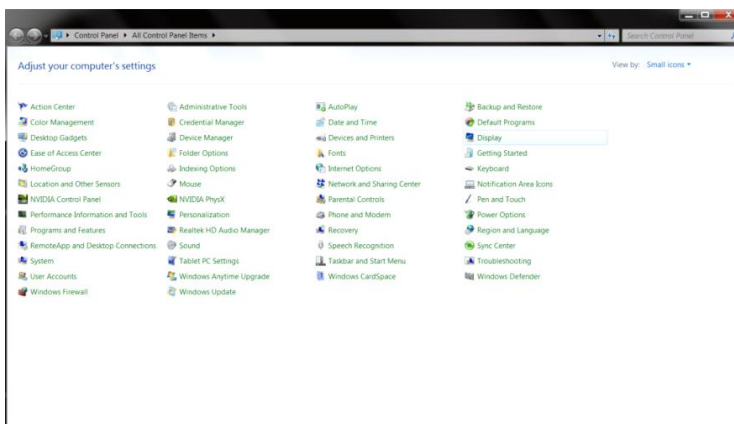 Control Panel ▸ All Control Panel Items ▸ Search Control Panel
Adjust your computer's settings View by: Small icons
Action Center Administrative Tools AutoPlay Backup and Restore
Color Management Credential Manager Date and Time Default Programs
Desktop Gadgets Device Manager Devices and Printers Display
Ease of Access Center Folder Options Fonts Getting Started
HomeGroup Indexing Options Internet Options Keyboard
Location and Other Sensors Mouse Network and Sharing Center Notification Area Icons
NVIDIA Control Panel NVIDIA PhysX Parental Controls Pen and Touch
Performance Information and Tools Personalization Phone and Modem Power Options
Programs and Features Realtek HD Audio Manager Recovery Region and Language
RemoteApp and Desktop Connections Sound Speech Recognition Sync Center
System Tablet PC Settings Taskbar and Start Menu Troubleshooting
User Accounts Windows Anytime Upgrade Windows CardSpace Windows Defender
Windows Firewall Windows Update